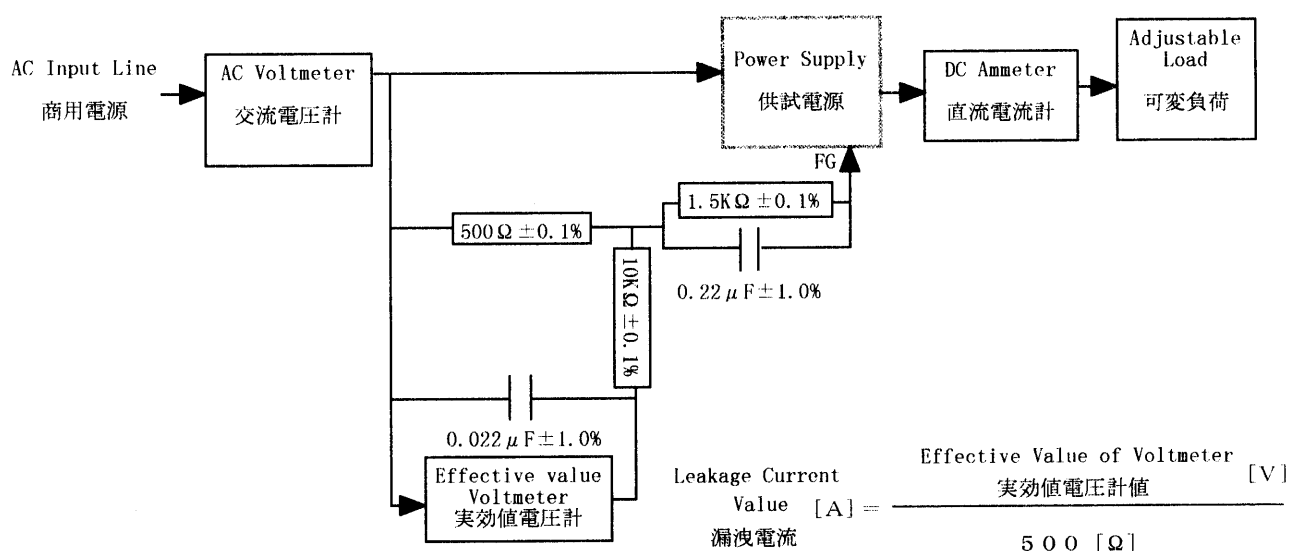 AC Input Line
商用電源
AC Voltmeter
交流電圧計
Power Supply
供試電源
DC Ammeter
直流電流計
Adjustable
Load
可変負荷
FG
1.5KΩ±0.1%
500Ω±0.1%
0.22μF±1.0%
10KΩ±0.1%
0.022μF±1.0%
Effective value
Voltmeter
実効値電圧計
Leakage Current
Value [A] =
漏洩電流
Effective Value of Voltmeter [V]
実効値電圧計値
500 [Ω]